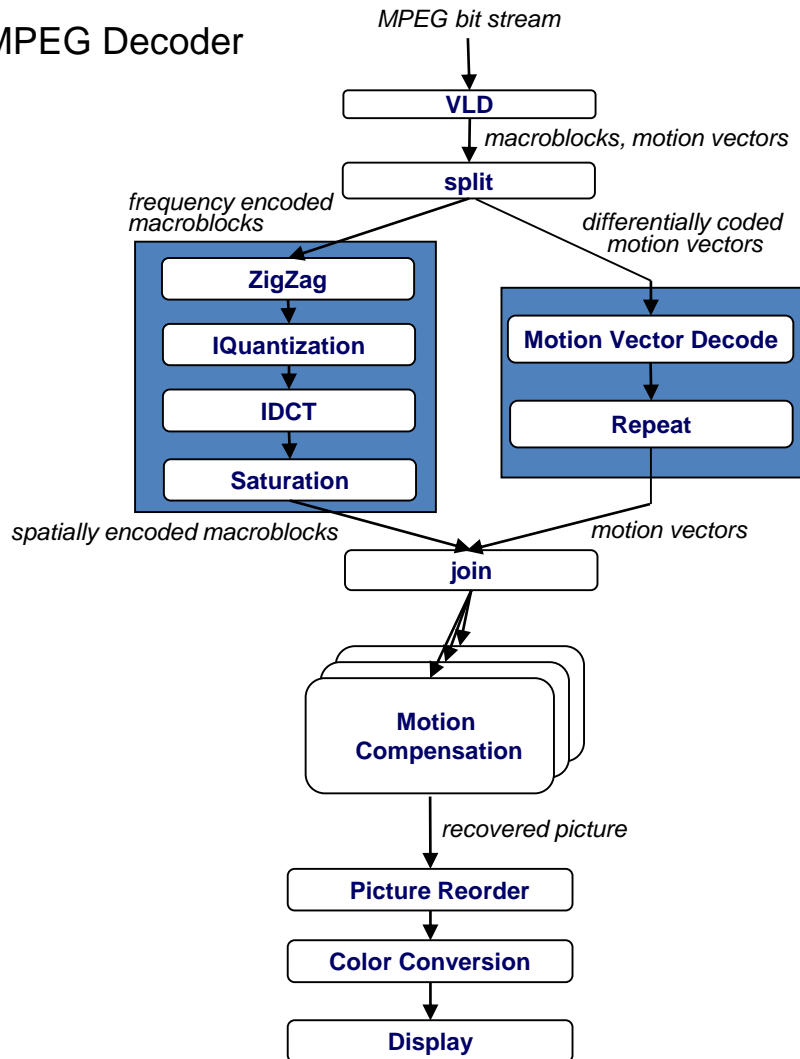 MPEG Decoder
MPEG bit stream
VLD
macroblocks, motion vectors
split
frequency encoded
macroblocks
differentially coded
motion vectors
ZigZag
IQuantization
IDCT
Saturation
Motion Vector Decode
Repeat
spatially encoded macroblocks
motion vectors
join
Motion
Compensation
recovered picture
Picture Reorder
Color Conversion
Display